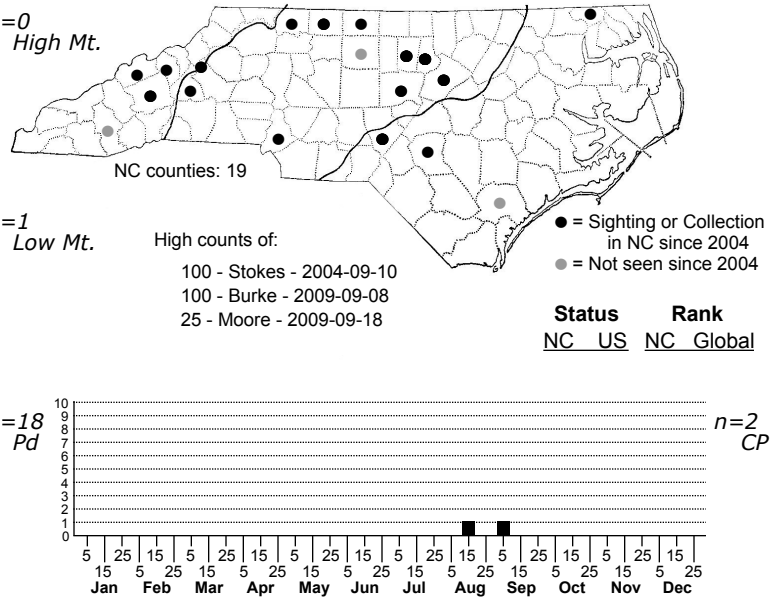 =0
High Mt.
NC counties: 19
=1
Low Mt.
High counts of:
100 - Stokes - 2004-09-10
100 - Burke - 2009-09-08
25 - Moore - 2009-09-18
= Sighting or Collection
in NC since 2004
= Not seen since 2004
Status Rank
NC US NC Global
=18
Pd
n=2
CP
10
9
8
7
6
5
4
3
2
1
0
5 25 15 5 25 15 5 25 15 5 25 15 5 25 15 5 25 15
15 5 25 15 5 25 15 5 25 15 5 25 15 5 25 15 5 25
Jan Feb Mar Apr May Jun Jul Aug Sep Oct Nov Dec